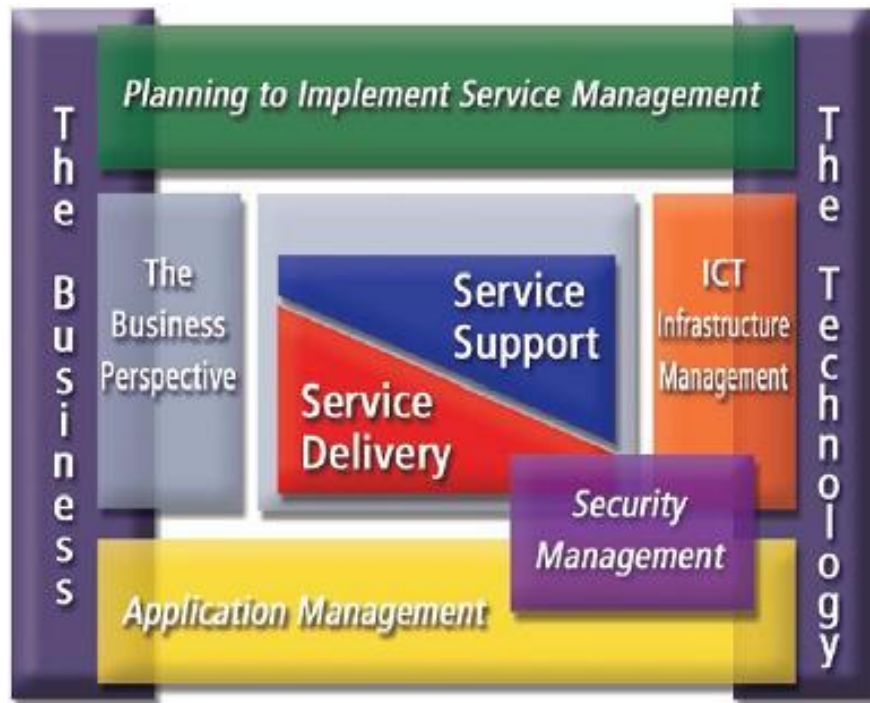 The Business
Planning to Implement Service Management
The Technology
The
Business
Perspective
Service
Support
Service
Delivery
ICT
Infrastructure
Management
Security
Management
Application Management